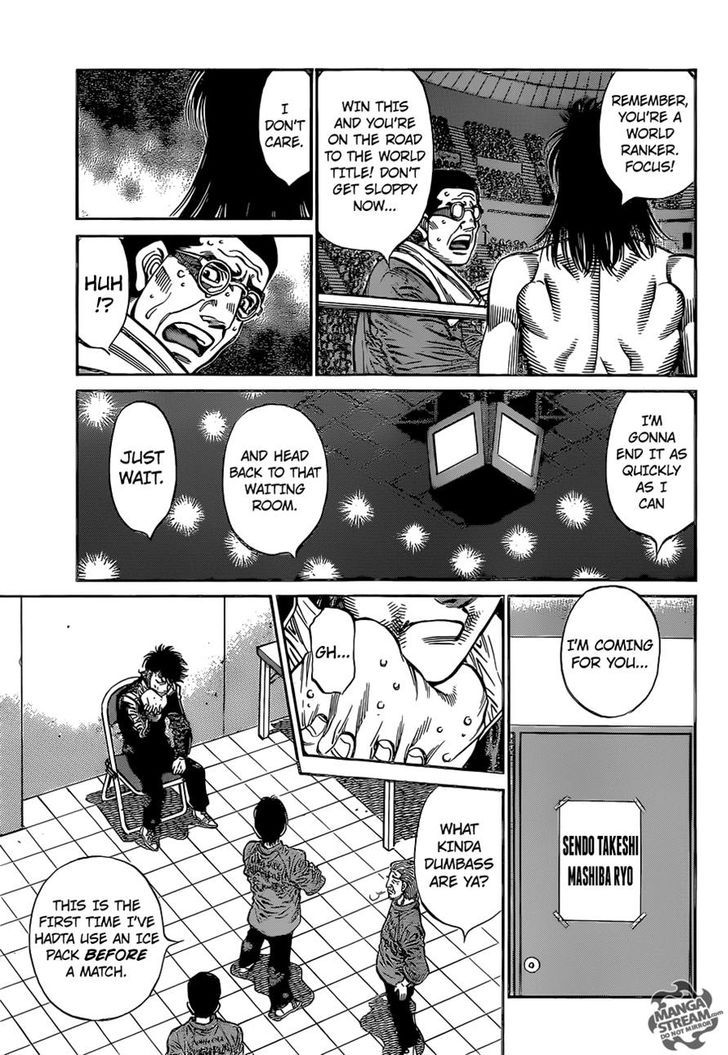 REMEMBER,
YOU'RE A
WORLD
RANKER.
FOCUS!
WIN THIS
AND YOU'RE
ON THE ROAD
TO THE WORLD
TITLE! DON'T
GET SLOPPY
NOW...
I
DON'T
CARE.
HUH
!?
I'M
GONNA
END IT AS
QUICKLY
AS I
CAN
AND HEAD
BACK TO THAT
WAITING
ROOM.
JUST
WAIT.
I'M COMING
FOR YOU...
SENDO TAKESHI
MASHIBA RYO
GH...
WHAT
KINDA
DUMBASS
ARE YA?
THIS IS THE
FIRST TIME I'VE
HADTA USE AN ICE
PACK BEFORE
A MATCH.
MANGA
STREAM.COM
DO NOT MIRROR